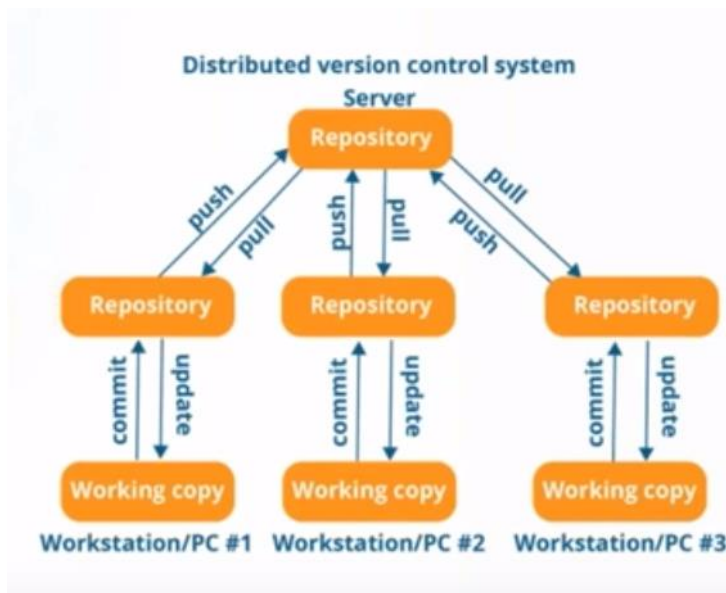 Distributed version control system
Server
Repository
push
pull
push
pull
push
pull
Repository
Repository
Repository
commit
update
commit
update
commit
update
Working copy
Working copy
Working copy
Workstation/PC #1
Workstation/PC #2
Workstation/PC #3